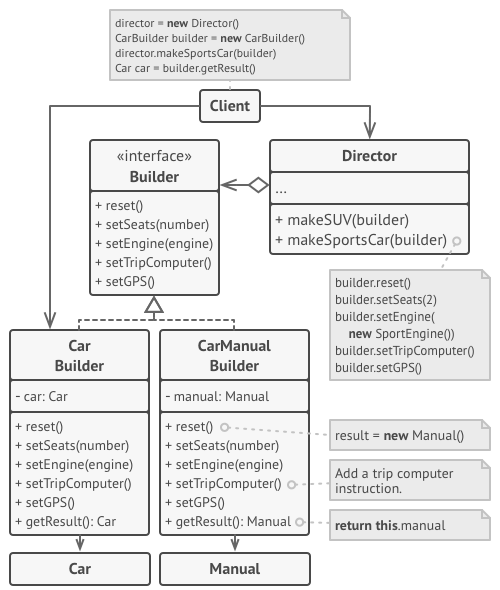 director = new Director()
CarBuilder builder = new CarBuilder()
director.makeSportsCar(builder)
Car car = builder.getResult()
Client
«interface»
Builder
+ reset()
+ setSeats(number)
+ setEngine(engine)
+ setTripComputer()
+ setGPS()
Director
...
+ makeSUV(builder)
+ makeSportsCar(builder)
builder.reset()
builder.setSeats(2)
builder.setEngine(
new SportEngine())
builder.setTripComputer()
builder.setGPS()
Car
Builder
- car: Car
+ reset()
+ setSeats(number)
+ setEngine(engine)
+ setTripComputer()
+ setGPS()
+ getResult(): Car
CarManual
Builder
- manual: Manual
+ reset()
+ setSeats(number)
+ setEngine(engine)
+ setTripComputer()
+ setGPS()
+ getResult(): Manual
result = new Manual()
Add a trip computer
instruction.
return this.manual
Car
Manual